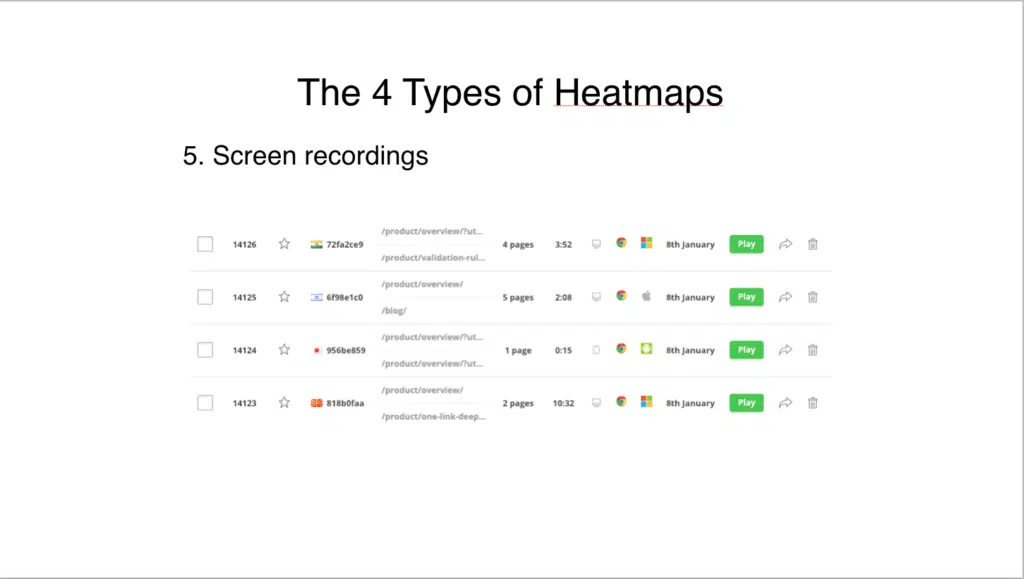 The 4 Types of Heatmaps
5. Screen recordings
/product/overview/?ut...
14126 72fa2ce9 4 pages 3:52 8th January Play
/product/validation-rul...
/product/overview/
14125 6f98e1c0 5 pages 2:08 8th January Play
/blog/
/product/overview/?ut...
14124 956be859 1 page 0:15 8th January Play
/product/overview/?ut...
/product/overview/
14123 818b0faa 2 pages 10:32 8th January Play
/product/one-link-deep...